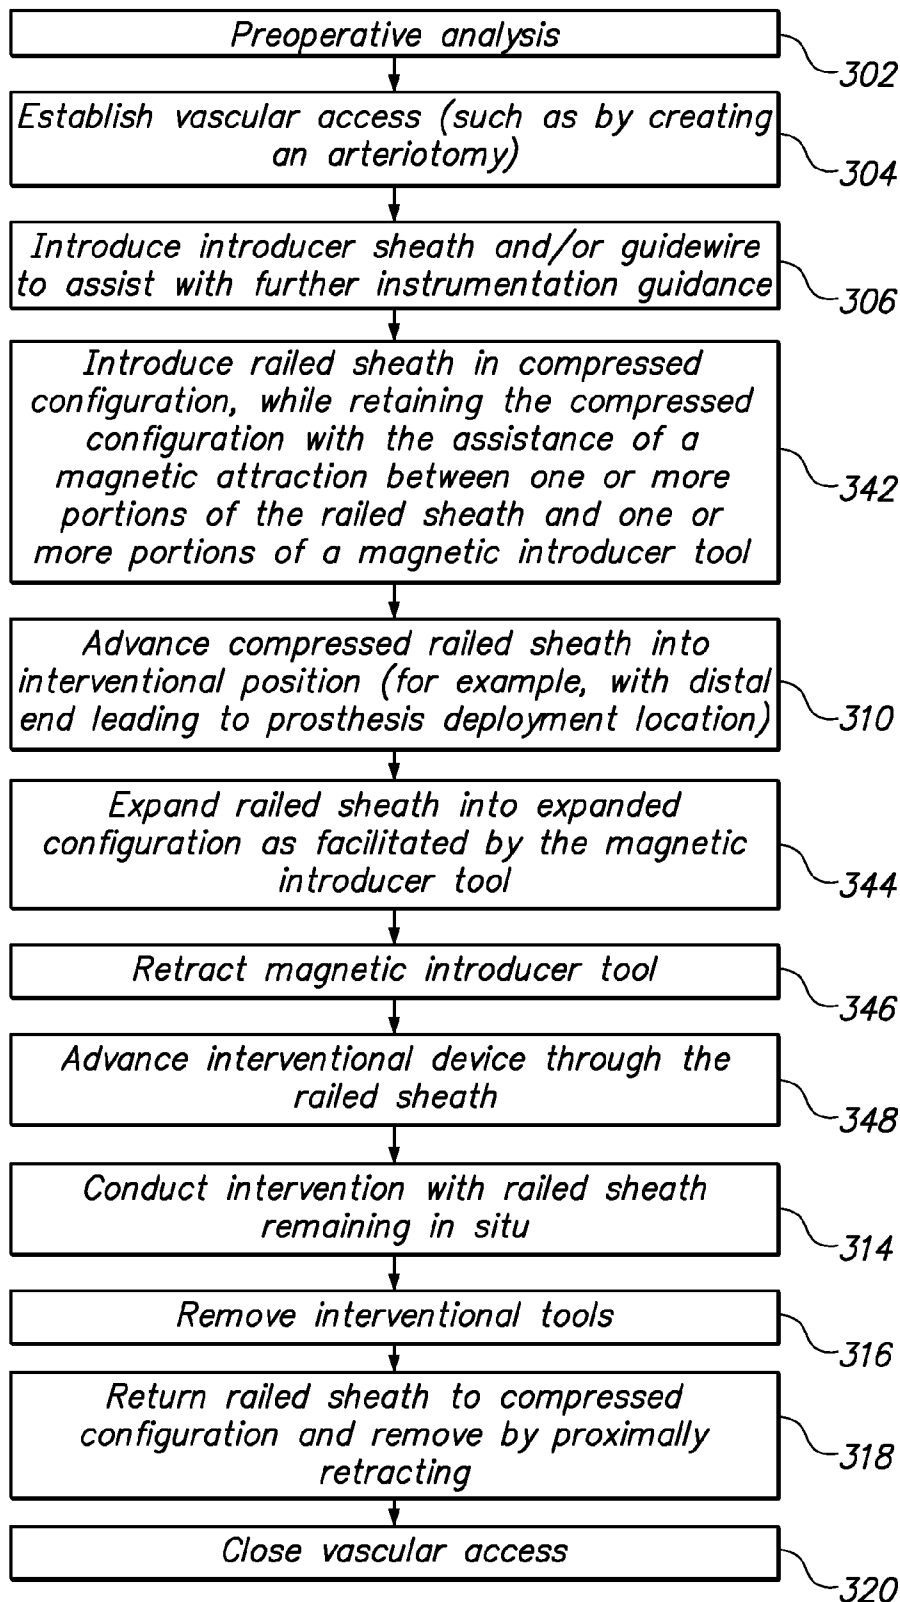 Preoperative analysis
302
Establish vascular access (such as by creating
an arteriotomy)
304
Introduce introducer sheath and/or guidewire
to assist with further instrumentation guidance
306
Introduce railed sheath in compressed
configuration, while retaining the compressed
configuration with the assistance of a
magnetic attraction between one or more
portions of the railed sheath and one or
more portions of a magnetic introducer tool
342
Advance compressed railed sheath into
interventional position (for example, with distal
end leading to prosthesis deployment location)
310
Expand railed sheath into expanded
configuration as facilitated by the magnetic
introducer tool
344
Retract magnetic introducer tool
346
Advance interventional device through the
railed sheath
348
Conduct intervention with railed sheath
remaining in situ
314
Remove interventional tools
316
Return railed sheath to compressed
configuration and remove by proximally
retracting
318
Close vascular access
320